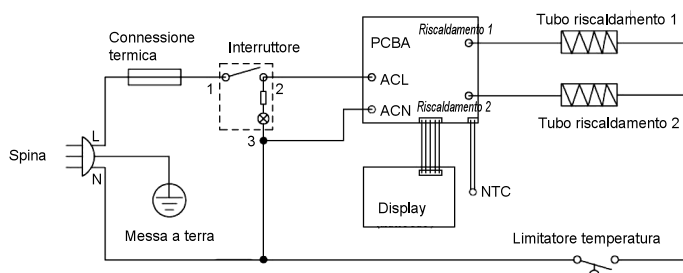 Tubo riscaldamento 1
Connessione
termica
Interruttore
PCBA
Riscaldamento 1
1
2
ACL
ACN
Riscaldamento 2
Tubo riscaldamento 2
3
L
Spina
N
NTC
Display
Messa a terra
Limitatore temperatura